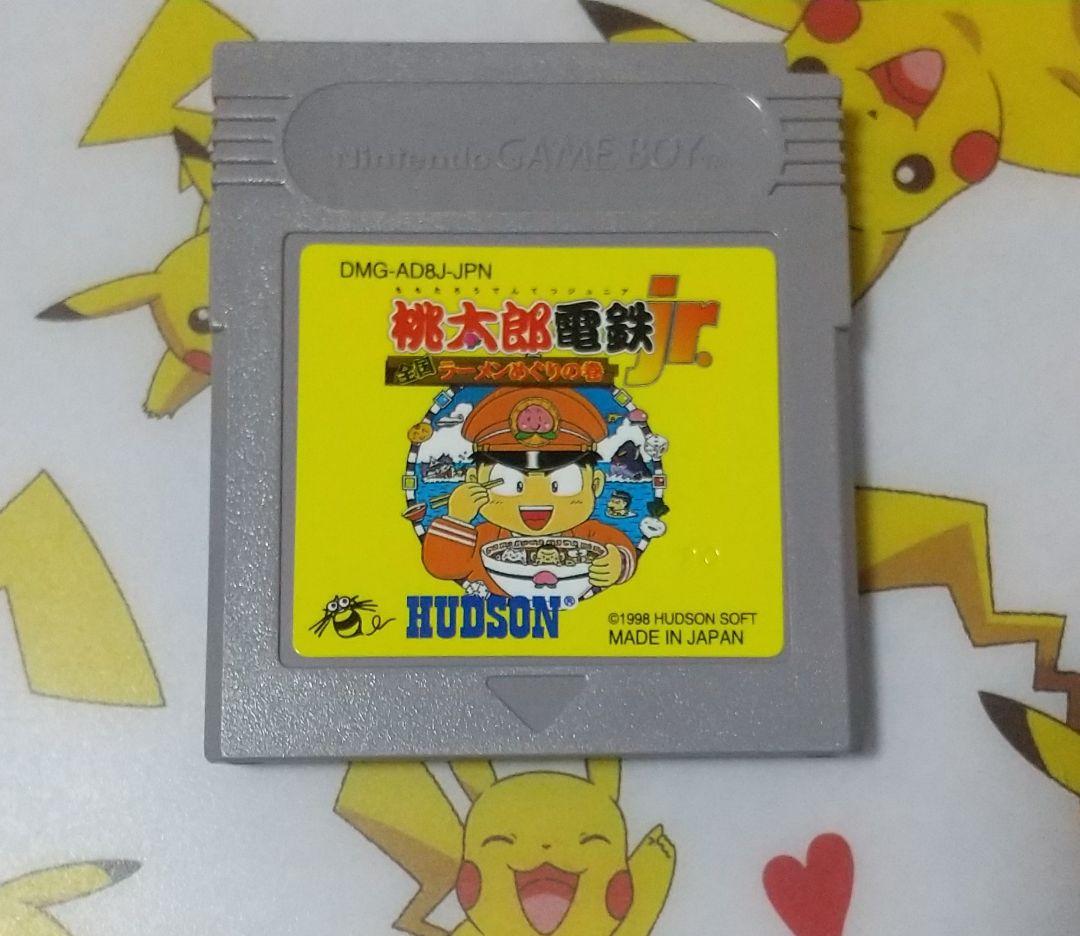 Nintendo GAME BOY
DMG-AD8J-JPN
ももたろうでんてつジュニア
桃太郎電鉄jr.
全国ラーメンめぐりの巻
HUDSON®
©1998 HUDSON SOFT
MADE IN JAPAN